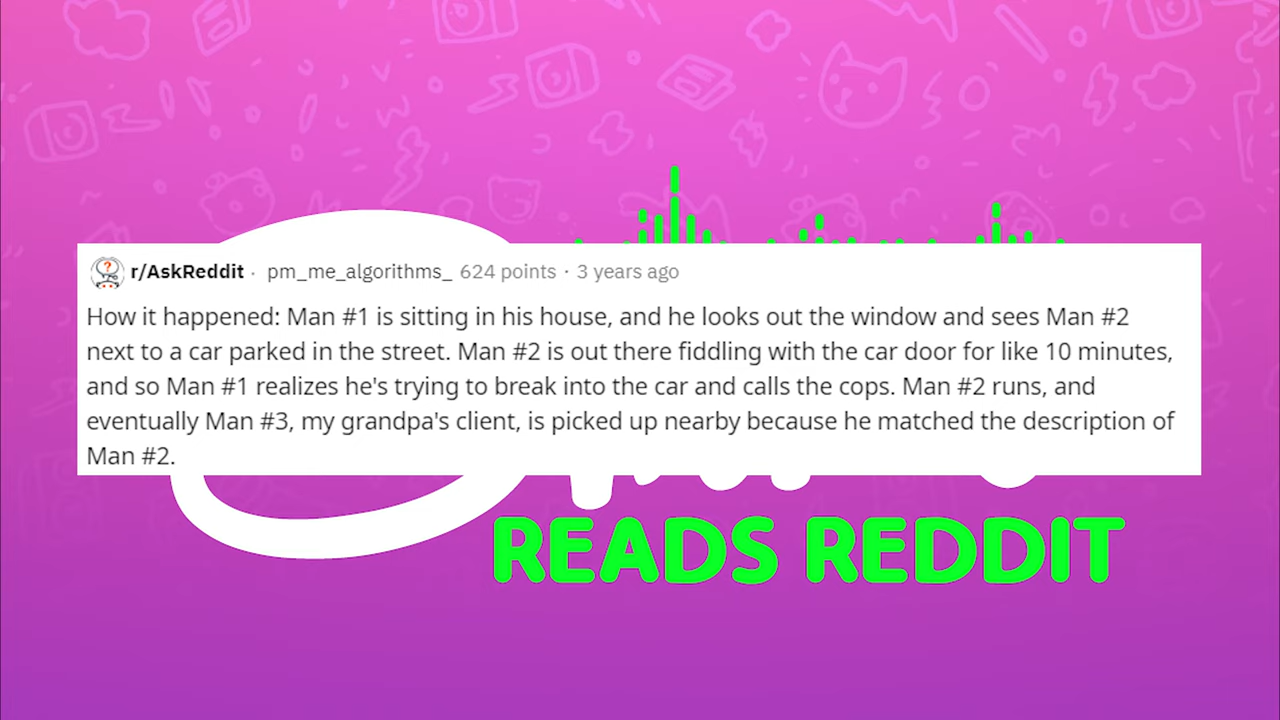 r/AskReddit · pm_me_algorithms_ 624 points · 3 years ago
How it happened: Man #1 is sitting in his house, and he looks out the window and sees Man #2
next to a car parked in the street. Man #2 is out there fiddling with the car door for like 10 minutes,
and so Man #1 realizes he's trying to break into the car and calls the cops. Man #2 runs, and
eventually Man #3, my grandpa's client, is picked up nearby because he matched the description of
Man #2.
READS REDDIT